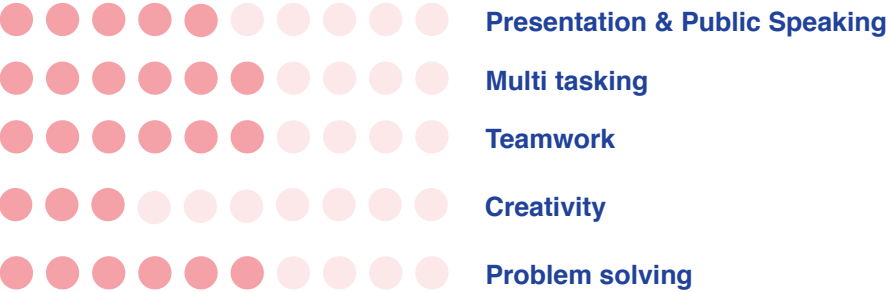 Presentation & Public Speaking
Multi tasking
Teamwork
Creativity
Problem solving